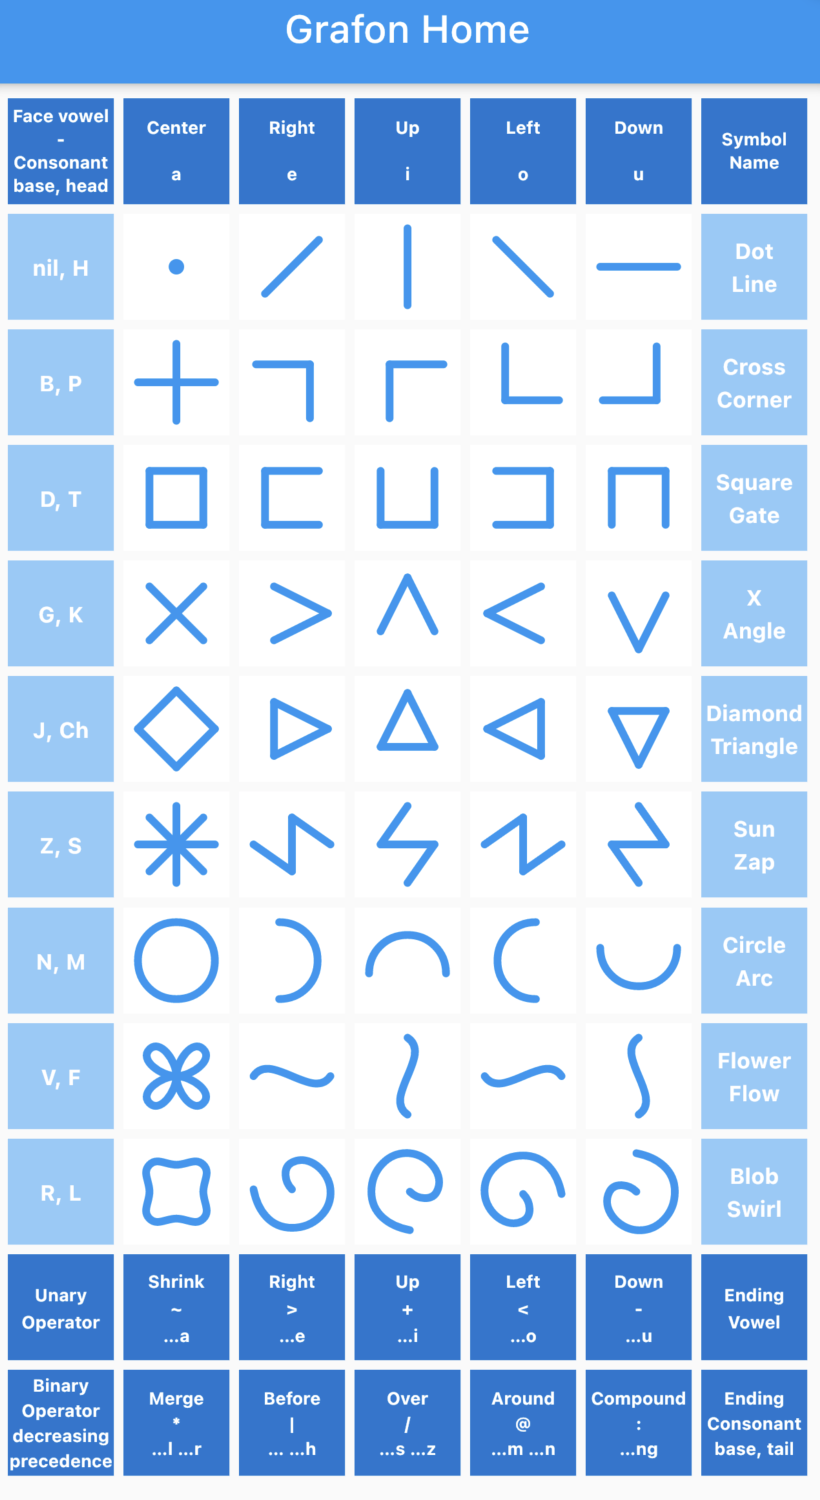 Grafon Home
Face vowel
-
Consonant
base, head
Center
a
Right
e
Up
i
Left
o
Down
u
Symbol
Name
nil, H
Dot
Line
B, P
Cross
Corner
D, T
Square
Gate
G, K
X
Angle
J, Ch
Diamond
Triangle
Z, S
Sun
Zap
N, M
Circle
Arc
V, F
Flower
Flow
R, L
Blob
Swirl
Unary
Operator
Shrink
~
...a
Right
>
...e
Up
+
...i
Left
<
...o
Down
-
...u
Ending
Vowel
Binary
Operator
decreasing
precedence
Merge
*
...l ...r
Before
|
... ...h
Over
/
...s ...z
Around
@
...m ...n
Compound
:
...ng
Ending
Consonant
base, tail